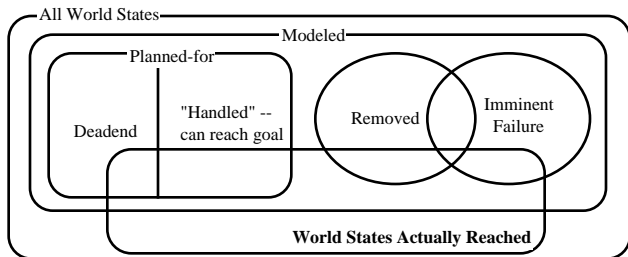 All World States
Modeled
Planned-for
"Handled" --
can reach goal
Deadend
Removed
Imminent
Failure
World States Actually Reached